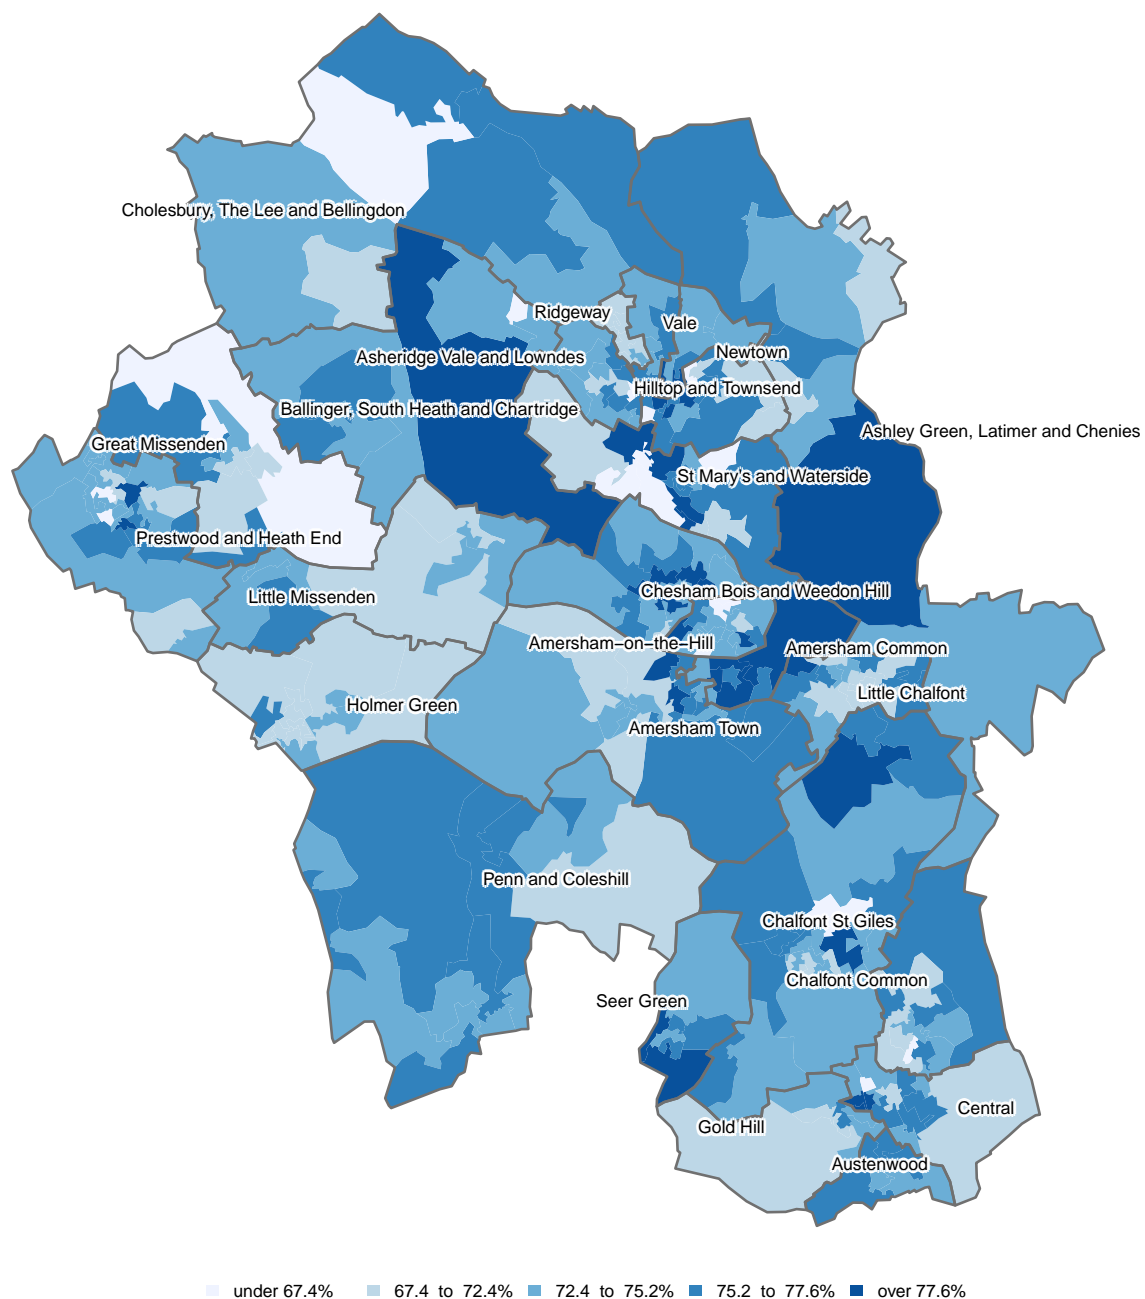 Cholesbury, The Lee and Bellingdon
Ridgeway
Vale
Newtown
Asheridge Vale and Lowndes
Hilltop and Townsend
Ballinger, South Heath and Chartridge
Ashley Green, Latimer and Chenies
Great Missenden
St Mary's and Waterside
Prestwood and Heath End
Chesham Bois and Weedon Hill
Little Missenden
Amersham−on−the−Hill
Amersham Common
Little Chalfont
Holmer Green
Amersham Town
Penn and Coleshill
Chalfont St Giles
Chalfont Common
Seer Green
Central
Gold Hill
Austenwood
under 67.4% 67.4 to 72.4% 72.4 to 75.2% 75.2 to 77.6% over 77.6%